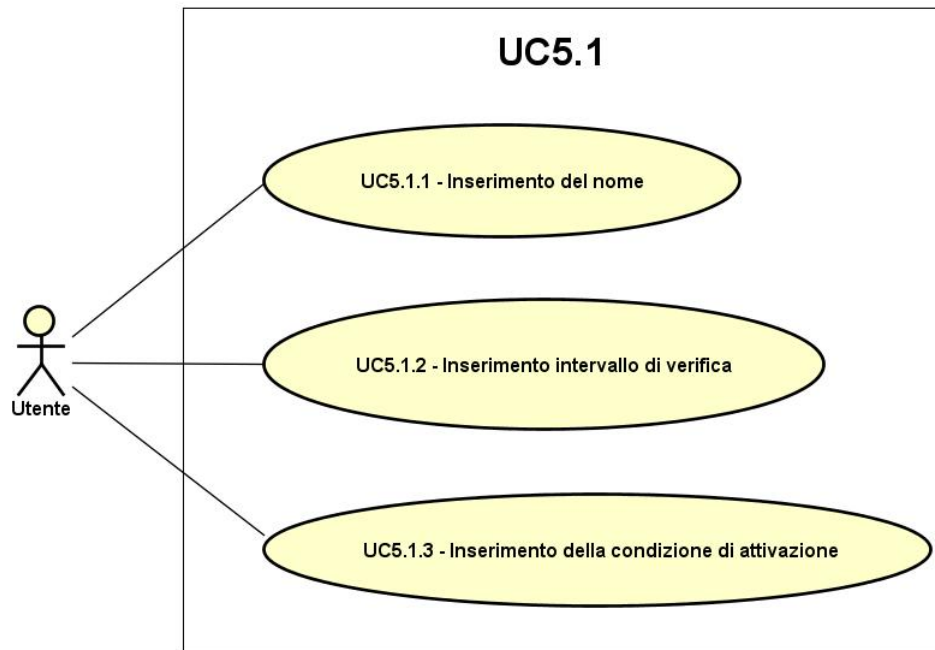 UC5.1
UC5.1.1 - Inserimento del nome
UC5.1.2 - Inserimento intervallo di verifica
Utente
UC5.1.3 - Inserimento della condizione di attivazione